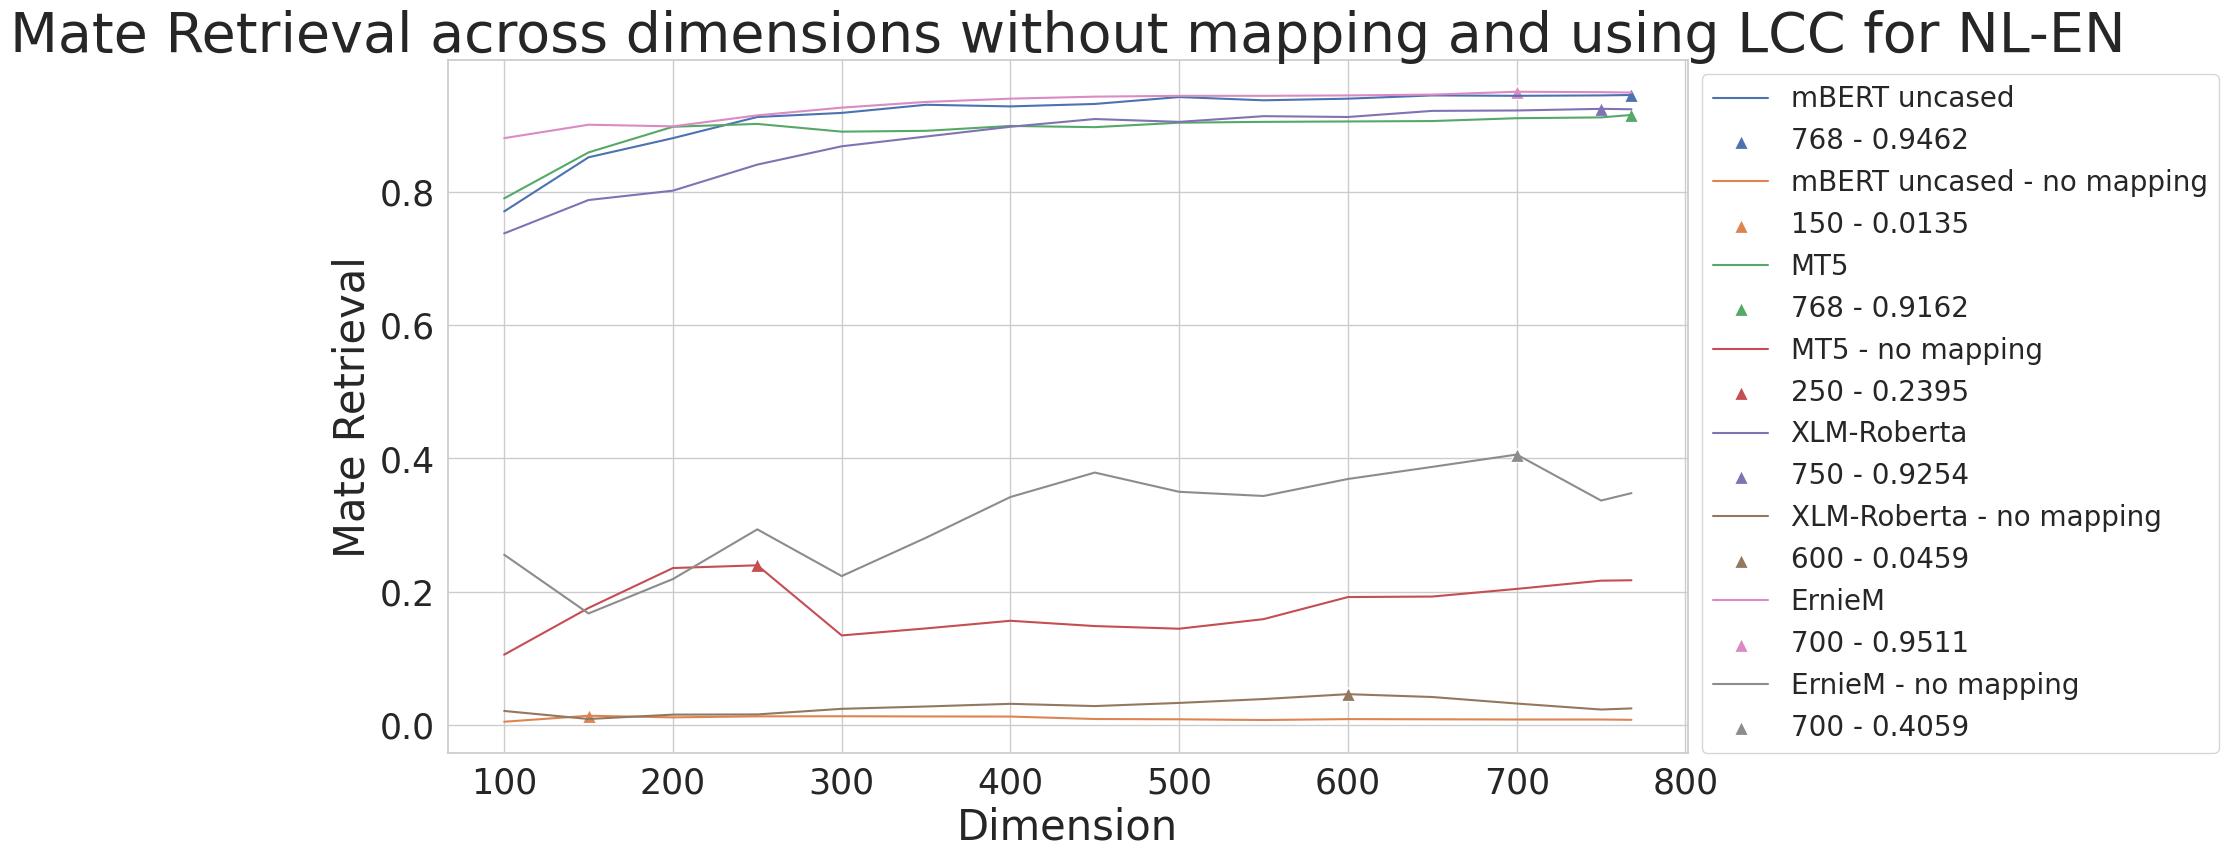 Mate Retrieval across dimensions without mapping and using LCC for NL-EN
Mate Retrieval
0.8
0.6
0.4
0.2
0.0
100 200 300 400 500 600 700 800
Dimension
mBERT uncased
768 - 0.9462
mBERT uncased - no mapping
150 - 0.0135
MT5
768 - 0.9162
MT5 - no mapping
250 - 0.2395
XLM-Roberta
750 - 0.9254
XLM-Roberta - no mapping
600 - 0.0459
ErnieM
700 - 0.9511
ErnieM - no mapping
700 - 0.4059